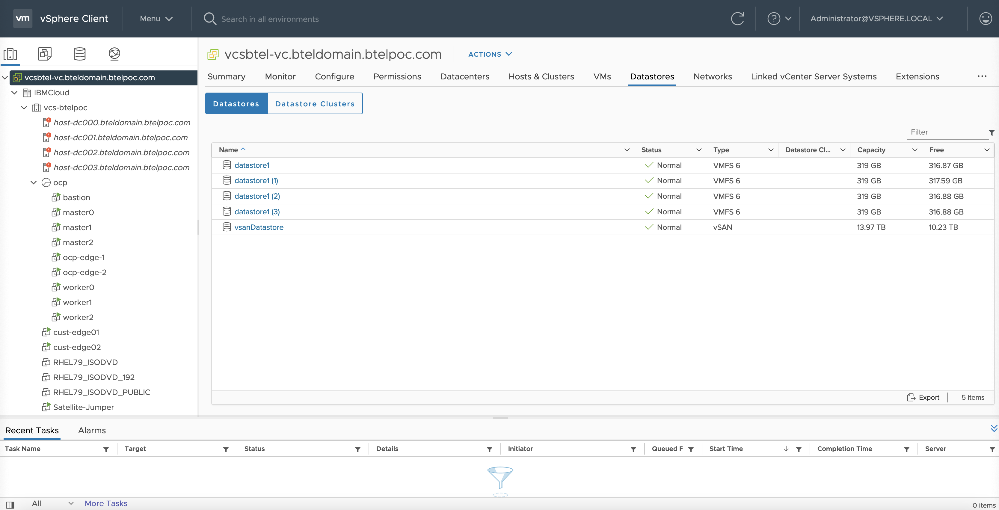 vm vSphere Client Menu Search in all environments Administrator@VSPHERE.LOCAL
vcsbtel-vc.bteldomain.btelpoc.com
IBMCloud
vcs-btelpoc
host-dc000.bteldomain.btelpoc.com
host-dc001.bteldomain.btelpoc.com
host-dc002.bteldomain.btelpoc.com
host-dc003.bteldomain.btelpoc.com
ocp
bastion
master0
master1
master2
ocp-edge-1
ocp-edge-2
worker0
worker1
worker2
cust-edge01
cust-edge02
RHEL79_ISODVD
RHEL79_ISODVD_192
RHEL79_ISODVD_PUBLIC
Satellite-Jumper
vcsbtel-vc.bteldomain.btelpoc.com ACTIONS
Summary Monitor Configure Permissions Datacenters Hosts & Clusters VMs Datastores Networks Linked vCenter Server Systems Extensions ...
Datastores Datastore Clusters
Filter
Name Status Type Datastore Cl... Capacity Free
datastore1 Normal VMFS 6 319 GB 316.87 GB
datastore1 (1) Normal VMFS 6 319 GB 317.59 GB
datastore1 (2) Normal VMFS 6 319 GB 316.88 GB
datastore1 (3) Normal VMFS 6 319 GB 316.88 GB
vsanDatastore Normal vSAN 13.97 TB 10.23 TB
Export 5 items
Recent Tasks Alarms
Task Name Target Status Details Initiator Queued F Start Time Completion Time Server
All More Tasks 0 items